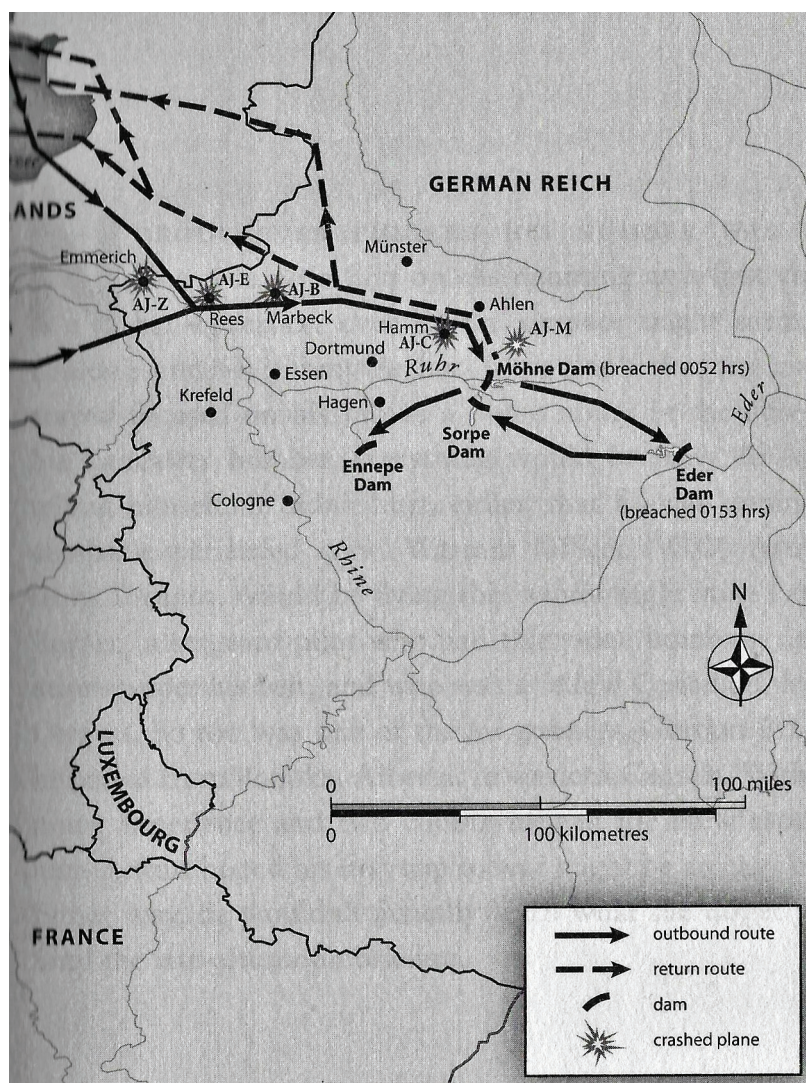 GERMAN REICH
LANDS
Münster
Emmerich
AJ-E
AJ-B
AJ-Z
Rees
Marbeck
Ahlen
Hamm
AJ-C
AJ-M
Dortmund
Ruhr
Möhne Dam (breached 0052 hrs)
Essen
Krefeld
Hagen
Eder
Sorpe
Dam
Ennepe
Dam
Eder
Dam
(breached 0153 hrs)
Cologne
Rhine
N
LUXEMBOURG
0
100 miles
0
100 kilometres
FRANCE
outbound route
return route
dam
crashed plane